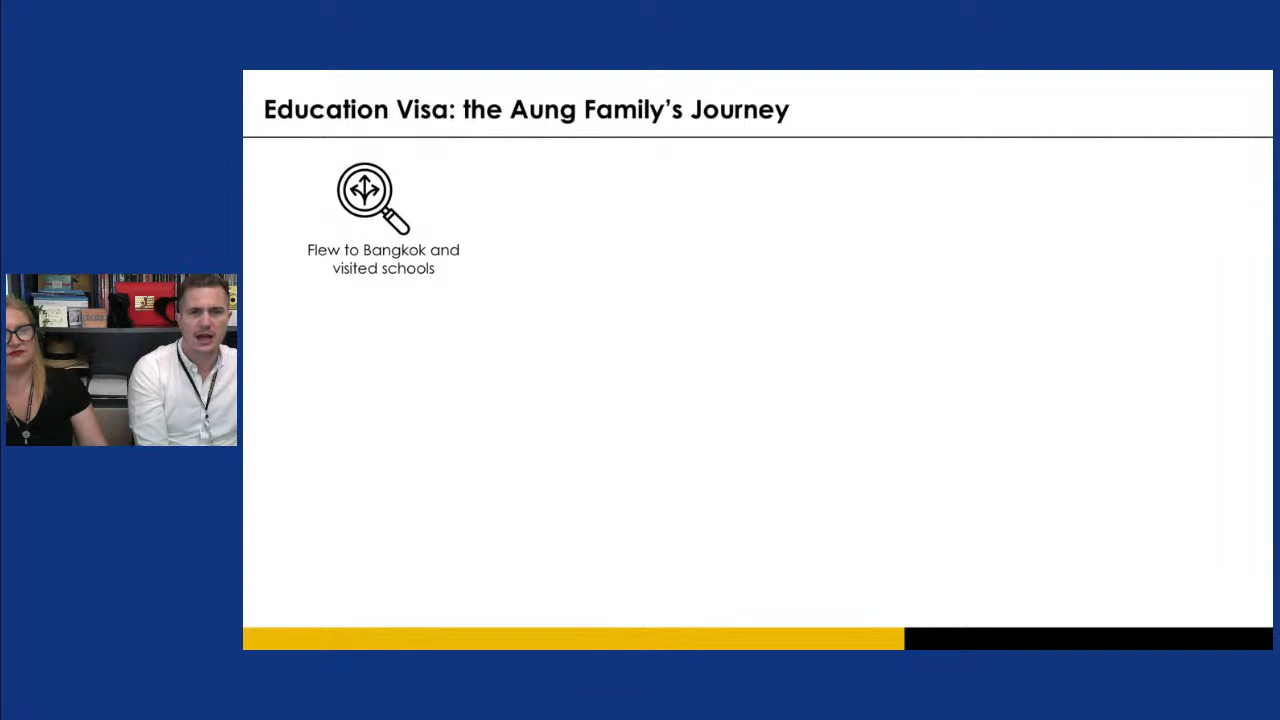 Education Visa: the Aung Family's Journey
Flew to Bangkok and
visited schools